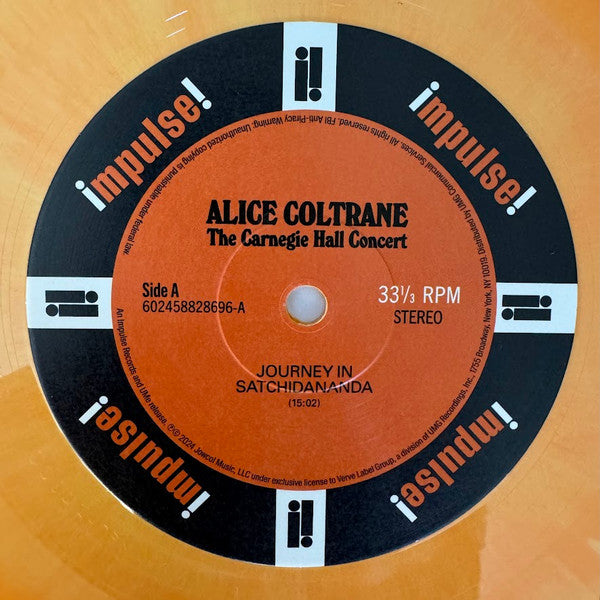 impulse!
impulse!
ALICE COLTRANE
The Carnegie Hall Concert
Side A
602458828696-A
33⅓ RPM
STEREO
JOURNEY IN
SATCHIDANANDA
(15:02)
impulse!
impulse!
An Impulse Records and UMe release. ℗© 2024 Jowcol Music, LLC under exclusive license to Verve Label Group, a division of UMG Recordings, Inc., 1755 Broadway, New York, NY 10019. Distributed by UMG Commercial Services. All rights reserved. FBI Anti-Piracy Warning: Unauthorized copying is punishable under federal law.